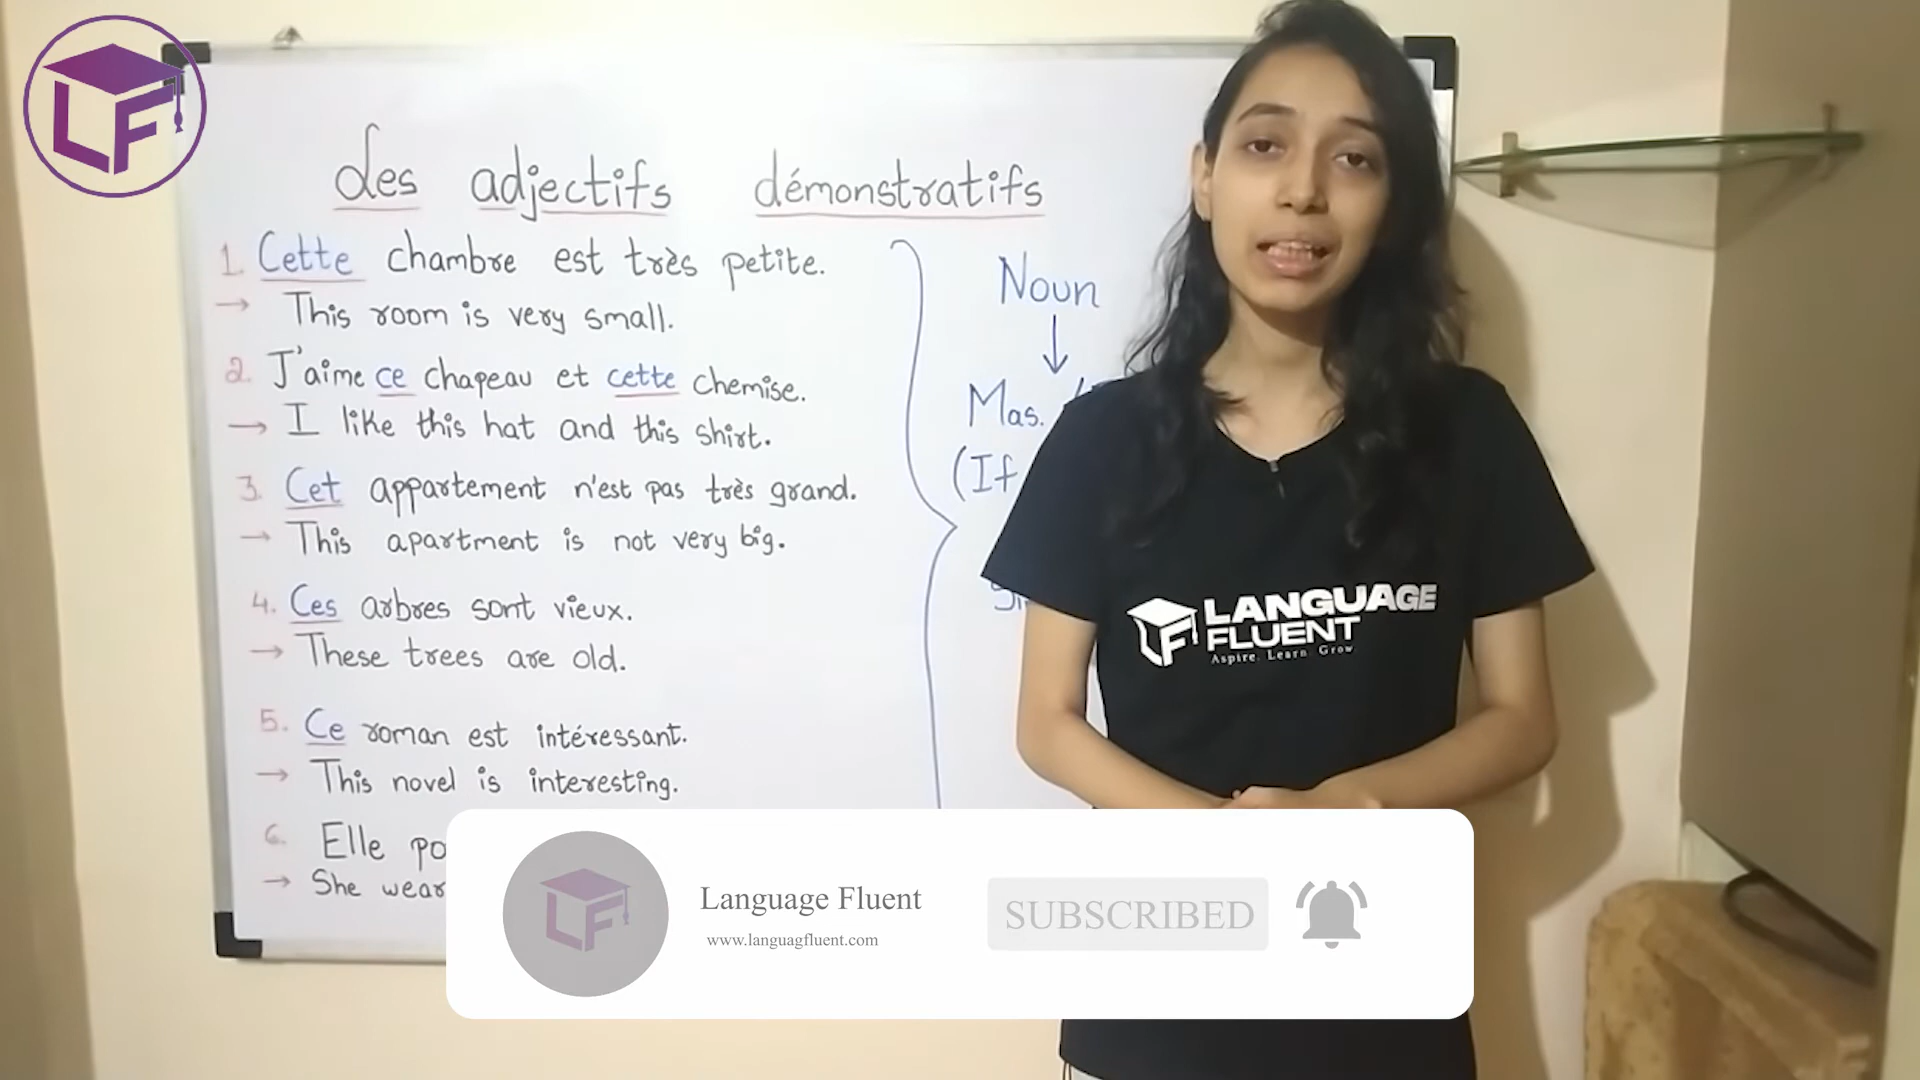 LF
des adjectifs démonstratifs
1. Cette chambre est très petite.
→ This room is very small.
2. J'aime ce chapeau et cette chemise.
→ I like this hat and this shirt.
3. Cet appartement n'est pas très grand.
→ This apartment is not very big.
4. Ces arbres sont vieux.
→ These trees are old.
5. Ce roman est intéressant.
→ This novel is interesting.
6. Elle
→ She
Noun
↓
Mas.
(If
LF
LANGUAGE
FLUENT
Aspire. Learn. Grow
LF
Language Fluent
www.languagfluent.com
SUBSCRIBED